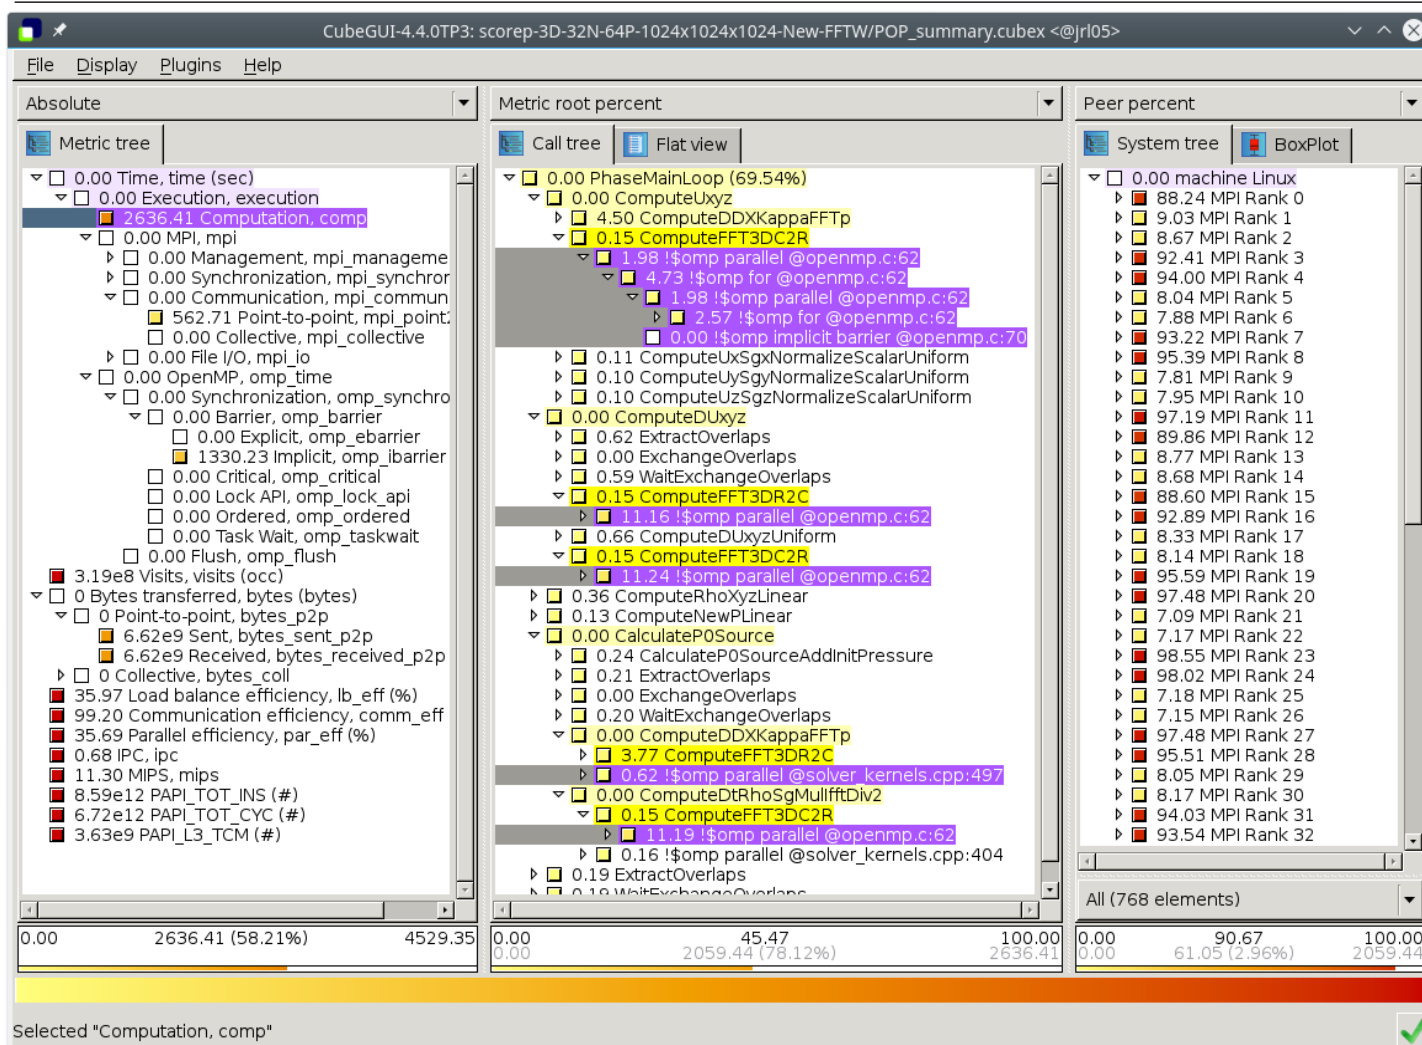 CubeGUI-4.4.0TP3: scorep-3D-32N-64P-1024x1024x1024-New-FFTW/POP_summary.cubex <@jrl05>
File Display Plugins Help
Absolute
Metric tree
0.00 Time, time (sec)
0.00 Execution, execution
2636.41 Computation, comp
0.00 MPI, mpi
0.00 Management, mpi_manageme
0.00 Synchronization, mpi_synchror
0.00 Communication, mpi_commun
562.71 Point-to-point, mpi_point2
0.00 Collective, mpi_collective
0.00 File I/O, mpi_io
0.00 OpenMP, omp_time
0.00 Synchronization, omp_synchro
0.00 Barrier, omp_barrier
0.00 Explicit, omp_ebarrier
1330.23 Implicit, omp_ibarrier
0.00 Critical, omp_critical
0.00 Lock API, omp_lock_api
0.00 Ordered, omp_ordered
0.00 Task Wait, omp_taskwait
0.00 Flush, omp_flush
3.19e8 Visits, visits (occ)
0 Bytes transferred, bytes (bytes)
0 Point-to-point, bytes_p2p
6.62e9 Sent, bytes_sent_p2p
6.62e9 Received, bytes_received_p2p
0 Collective, bytes_coll
35.97 Load balance efficiency, lb_eff (%)
99.20 Communication efficiency, comm_eff
35.69 Parallel efficiency, par_eff (%)
0.68 IPC, ipc
11.30 MIPS, mips
8.59e12 PAPI_TOT_INS (#)
6.72e12 PAPI_TOT_CYC (#)
3.63e9 PAPI_L3_TCM (#)
0.00 2636.41 (58.21%) 4529.35
Metric root percent
Call tree
Flat view
0.00 PhaseMainLoop (69.54%)
0.00 ComputeUxyz
4.50 ComputeDDXKappaFFTp
0.15 ComputeFFT3DC2R
1.98 !$omp parallel @openmp.c:62
4.73 !$omp for @openmp.c:62
1.98 !$omp parallel @openmp.c:62
2.57 !$omp for @openmp.c:62
0.00 !$omp implicit barrier @openmp.c:70
0.11 ComputeUxSgxNormalizeScalarUniform
0.10 ComputeUySgyNormalizeScalarUniform
0.10 ComputeUzSgzNormalizeScalarUniform
0.00 ComputeDUxyz
0.62 ExtractOverlaps
0.00 ExchangeOverlaps
0.59 WaitExchangeOverlaps
0.15 ComputeFFT3DR2C
11.16 !$omp parallel @openmp.c:62
0.66 ComputeDUxyzUniform
0.15 ComputeFFT3DC2R
11.24 !$omp parallel @openmp.c:62
0.36 ComputeRhoXyzLinear
0.13 ComputeNewPLinear
0.00 CalculateP0Source
0.24 CalculateP0SourceAddInitPressure
0.21 ExtractOverlaps
0.00 ExchangeOverlaps
0.20 WaitExchangeOverlaps
0.00 ComputeDDXKappaFFTp
3.77 ComputeFFT3DR2C
0.62 !$omp parallel @solver_kernels.cpp:497
0.00 ComputeDtRhoSgMulIfftDiv2
0.15 ComputeFFT3DC2R
11.19 !$omp parallel @openmp.c:62
0.16 !$omp parallel @solver_kernels.cpp:404
0.19 ExtractOverlaps
0.19 WaitExchangeOverlaps
0.00 45.47 100.00
0.00 2059.44 (78.12%) 2636.41
Peer percent
System tree
BoxPlot
0.00 machine Linux
88.24 MPI Rank 0
9.03 MPI Rank 1
8.67 MPI Rank 2
92.41 MPI Rank 3
94.00 MPI Rank 4
8.04 MPI Rank 5
7.88 MPI Rank 6
93.22 MPI Rank 7
95.39 MPI Rank 8
7.81 MPI Rank 9
7.95 MPI Rank 10
97.19 MPI Rank 11
89.86 MPI Rank 12
8.77 MPI Rank 13
8.68 MPI Rank 14
88.60 MPI Rank 15
92.89 MPI Rank 16
8.33 MPI Rank 17
8.14 MPI Rank 18
95.59 MPI Rank 19
97.48 MPI Rank 20
7.09 MPI Rank 21
7.17 MPI Rank 22
98.55 MPI Rank 23
98.02 MPI Rank 24
7.18 MPI Rank 25
7.15 MPI Rank 26
97.48 MPI Rank 27
95.51 MPI Rank 28
8.05 MPI Rank 29
8.17 MPI Rank 30
94.03 MPI Rank 31
93.54 MPI Rank 32
All (768 elements)
0.00 90.67 100.00
0.00 61.05 (2.96%) 2059.44
Selected "Computation, comp"